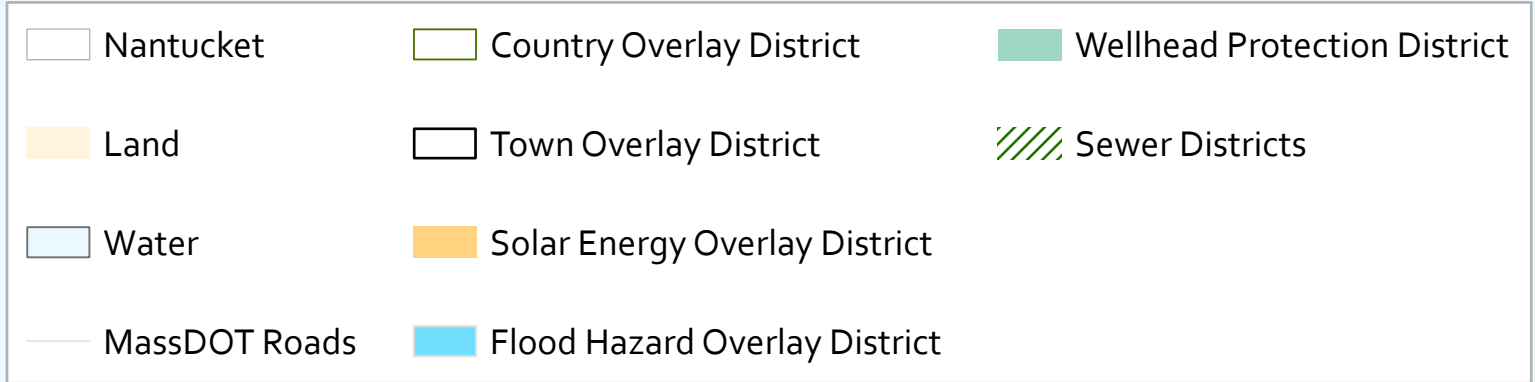 Nantucket
Land
Water
MassDOT Roads
Country Overlay District
Town Overlay District
Solar Energy Overlay District
Flood Hazard Overlay District
Wellhead Protection District
Sewer Districts